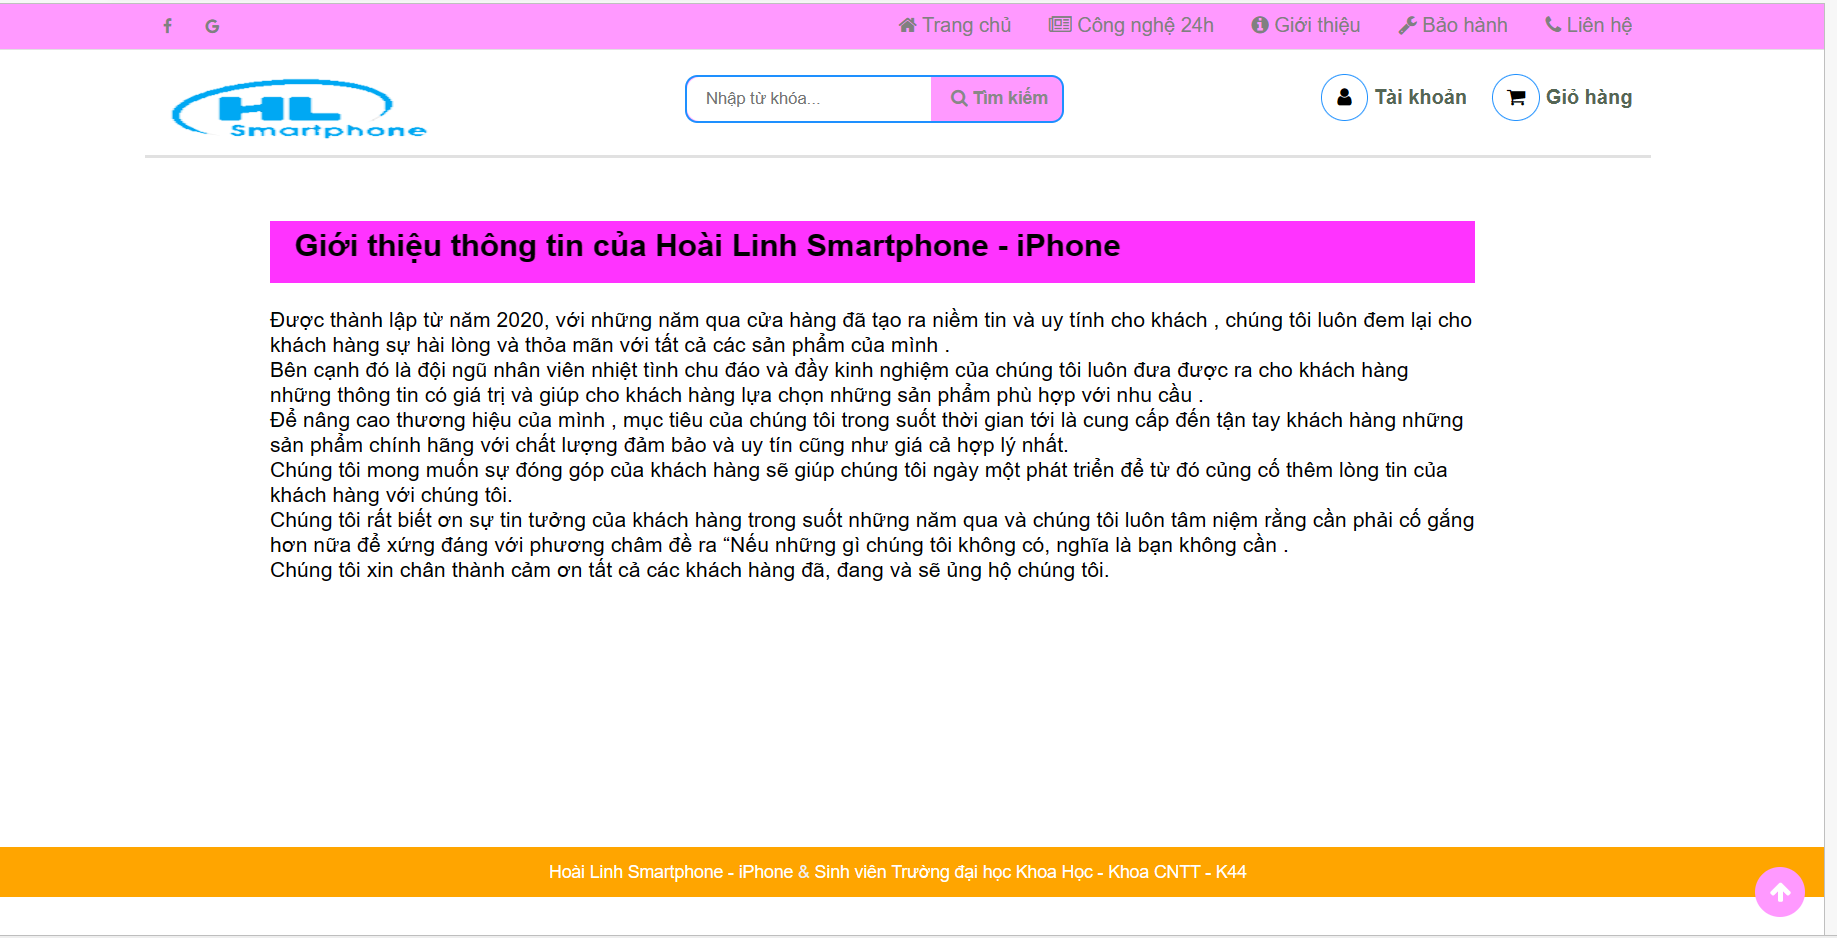 Trang chủ Công nghệ 24h Giới thiệu Bảo hành Liên hệ
HL
Smartphone
Nhập từ khóa... Tìm kiếm
Tài khoản Giỏ hàng
Giới thiệu thông tin của Hoài Linh Smartphone - iPhone
Được thành lập từ năm 2020, với những năm qua cửa hàng đã tạo ra niềm tin và uy tính cho khách , chúng tôi luôn đem lại cho
khách hàng sự hài lòng và thỏa mãn với tất cả các sản phẩm của mình .
Bên cạnh đó là đội ngũ nhân viên nhiệt tình chu đáo và đầy kinh nghiệm của chúng tôi luôn đưa được ra cho khách hàng
những thông tin có giá trị và giúp cho khách hàng lựa chọn những sản phẩm phù hợp với nhu cầu .
Để nâng cao thương hiệu của mình , mục tiêu của chúng tôi trong suốt thời gian tới là cung cấp đến tận tay khách hàng những
sản phẩm chính hãng với chất lượng đảm bảo và uy tín cũng như giá cả hợp lý nhất.
Chúng tôi mong muốn sự đóng góp của khách hàng sẽ giúp chúng tôi ngày một phát triển để từ đó củng cố thêm lòng tin của
khách hàng với chúng tôi.
Chúng tôi rất biết ơn sự tin tưởng của khách hàng trong suốt những năm qua và chúng tôi luôn tâm niệm rằng cần phải cố gắng
hơn nữa để xứng đáng với phương châm đề ra “Nếu những gì chúng tôi không có, nghĩa là bạn không cần .
Chúng tôi xin chân thành cảm ơn tất cả các khách hàng đã, đang và sẽ ủng hộ chúng tôi.
Hoài Linh Smartphone - iPhone & Sinh viên Trường đại học Khoa Học - Khoa CNTT - K44